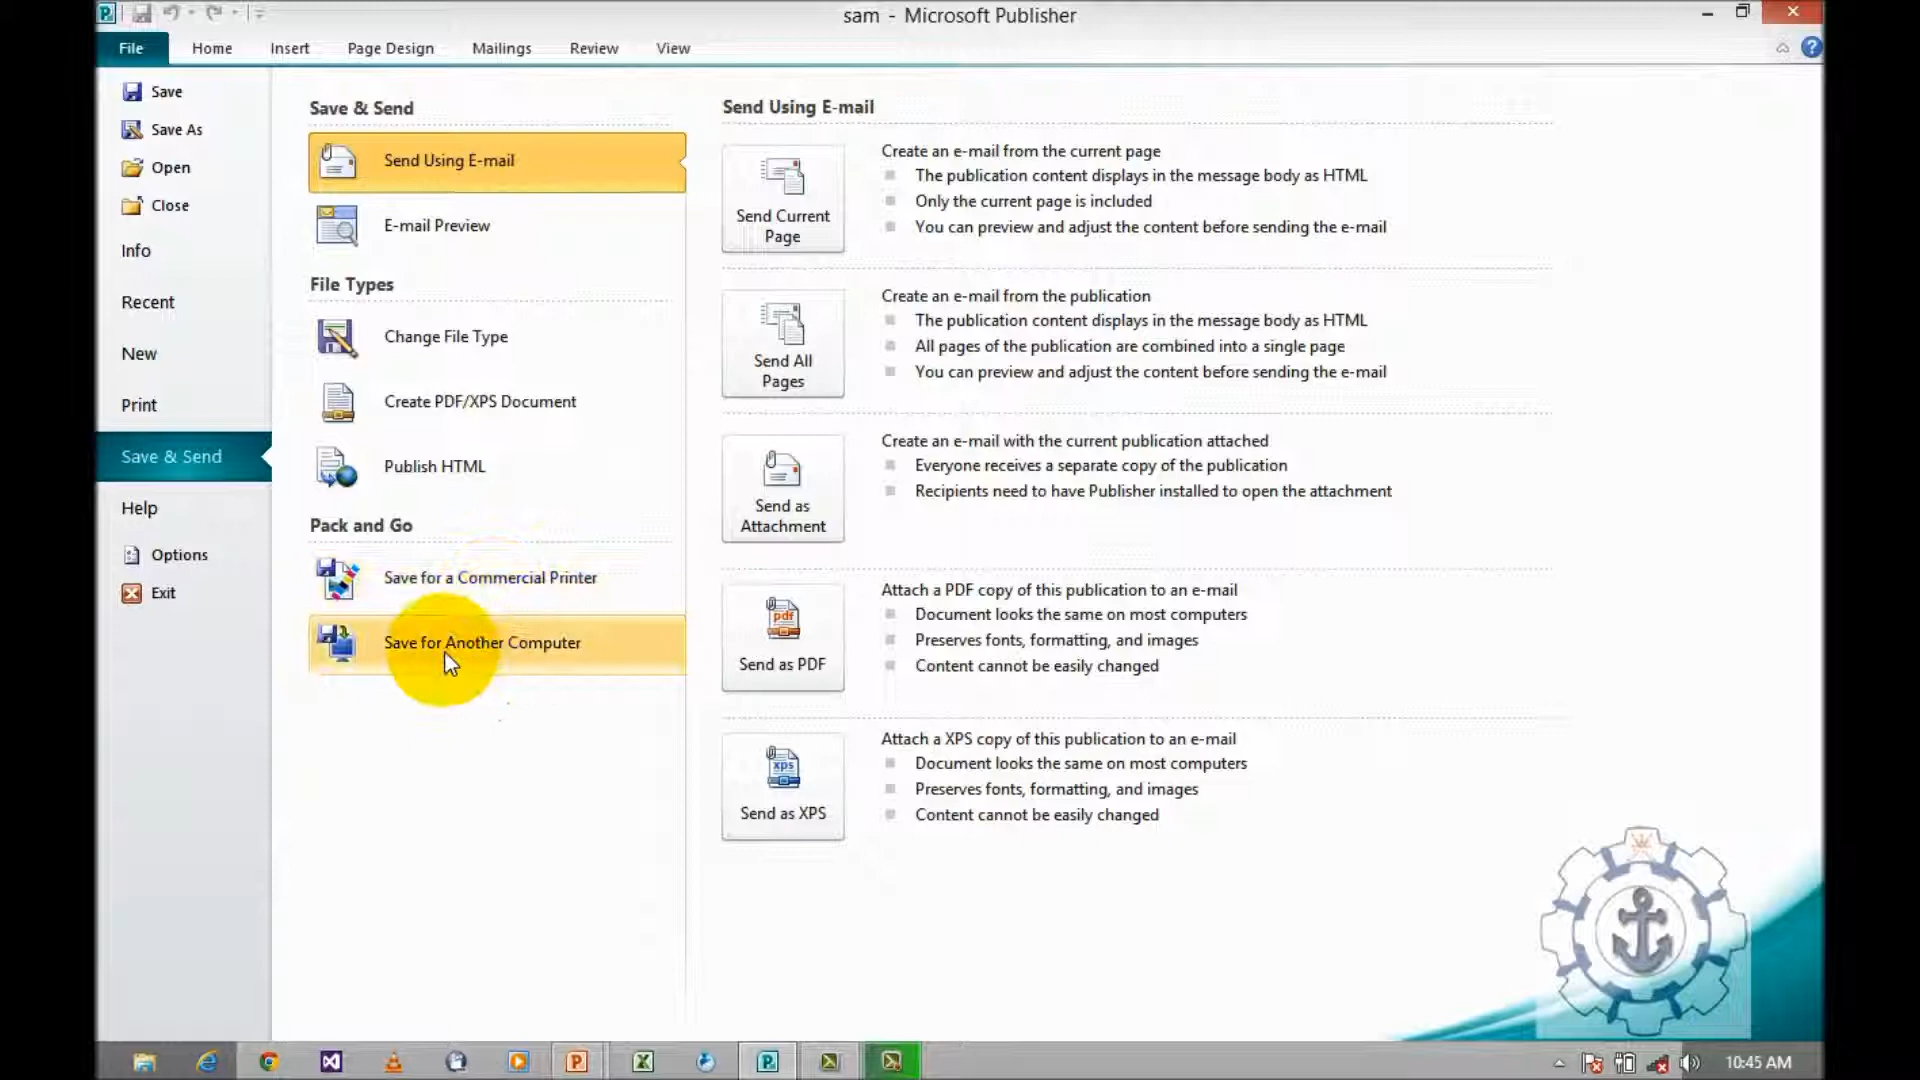 sam - Microsoft Publisher
File
Home
Insert
Page Design
Mailings
Review
View
Save
Save As
Open
Close
Info
Recent
New
Print
Save & Send
Help
Options
Exit
Save & Send
Send Using E-mail
E-mail Preview
File Types
Change File Type
Create PDF/XPS Document
Publish HTML
Pack and Go
Save for a Commercial Printer
Save for Another Computer
Send Using E-mail
Send Current
Page
Create an e-mail from the current page
The publication content displays in the message body as HTML
Only the current page is included
You can preview and adjust the content before sending the e-mail
Send All
Pages
Create an e-mail from the publication
The publication content displays in the message body as HTML
All pages of the publication are combined into a single page
You can preview and adjust the content before sending the e-mail
Send as
Attachment
Create an e-mail with the current publication attached
Everyone receives a separate copy of the publication
Recipients need to have Publisher installed to open the attachment
pdf
Send as PDF
Attach a PDF copy of this publication to an e-mail
Document looks the same on most computers
Preserves fonts, formatting, and images
Content cannot be easily changed
xps
Send as XPS
Attach a XPS copy of this publication to an e-mail
Document looks the same on most computers
Preserves fonts, formatting, and images
Content cannot be easily changed
10:45 AM